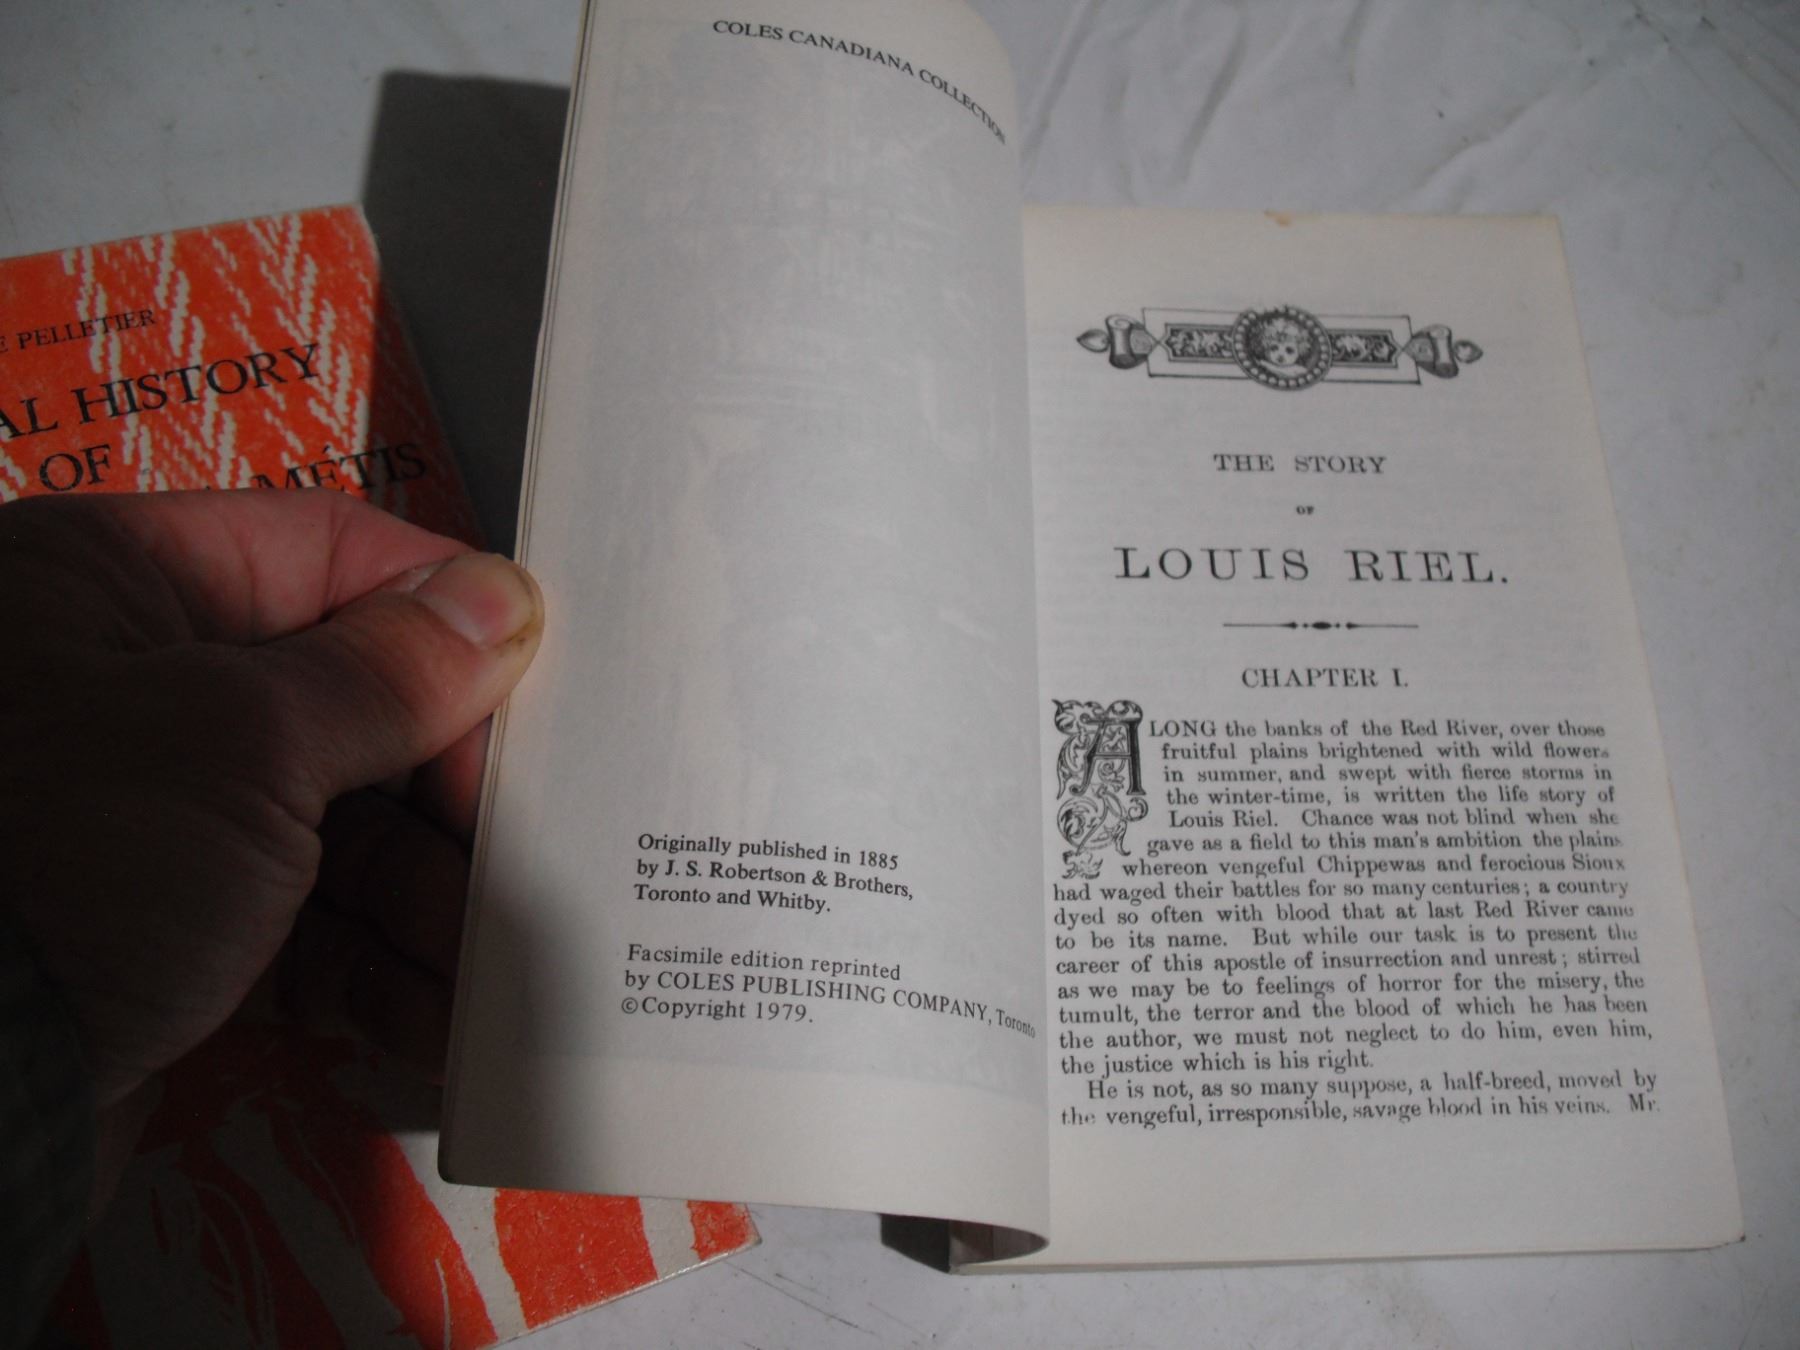 E PELLETIER
AL HISTORY
OF
MÉTIS
COLES CANADIANA COLLECTION
Originally published in 1885
by J. S. Robertson & Brothers,
Toronto and Whitby.
Facsimile edition reprinted
by COLES PUBLISHING COMPANY, Toronto
©Copyright 1979.
THE STORY
OF
LOUIS RIEL.
CHAPTER I.
ALONG the banks of the Red River, over those
fruitful plains brightened with wild flowers
in summer, and swept with fierce storms in
the winter-time, is written the life story of
Louis Riel. Chance was not blind when she
gave as a field to this man's ambition the plains
whereon vengeful Chippewas and ferocious Sioux
had waged their battles for so many centuries; a country
dyed so often with blood that at last Red River came
to be its name. But while our task is to present the
career of this apostle of insurrection and unrest; stirred
as we may be to feelings of horror for the misery, the
tumult, the terror and the blood of which he has been
the author, we must not neglect to do him, even him,
the justice which is his right.
He is not, as so many suppose, a half-breed, moved by
the vengeful, irresponsible, savage blood in his veins. Mr.